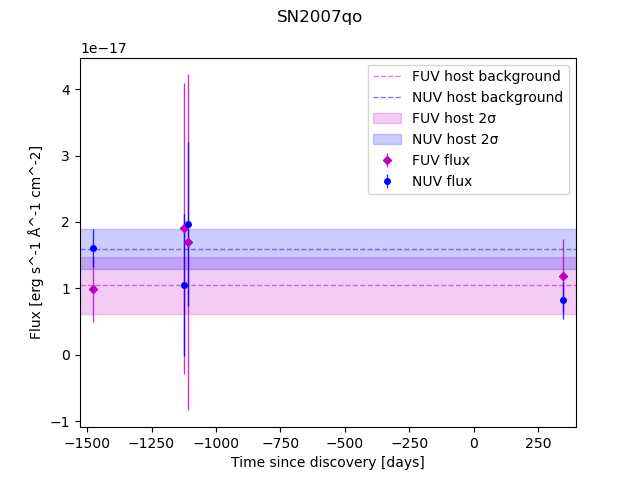 SN2007qo
1e−17
FUV host background
NUV host background
FUV host 2σ
NUV host 2σ
FUV flux
NUV flux
4
3
2
1
0
−1
Flux [erg s^-1 Å^-1 cm^-2]
−1500 −1250 −1000 −750 −500 −250 0 250
Time since discovery [days]